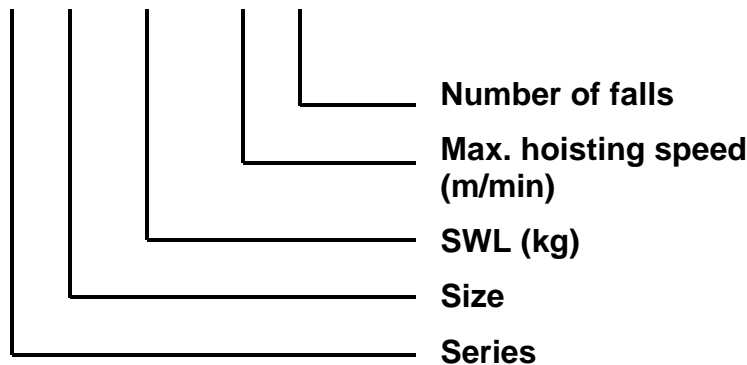 Number of falls
Max. hoisting speed
(m/min)
SWL (kg)
Size
Series